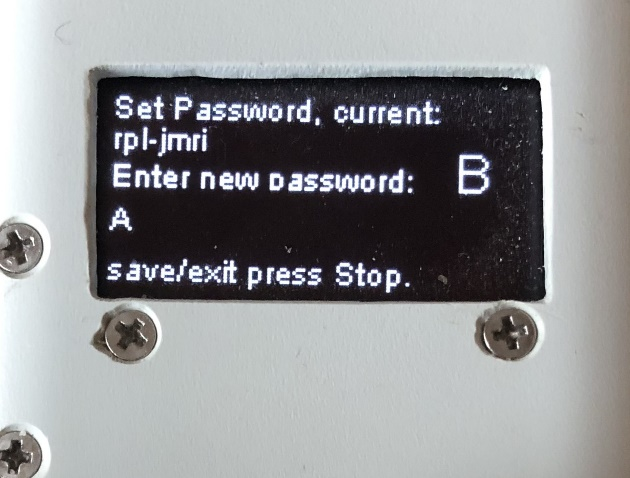 Set Password, current:
rpl-jmri
Enter new password:
B
A
save/exit press Stop.